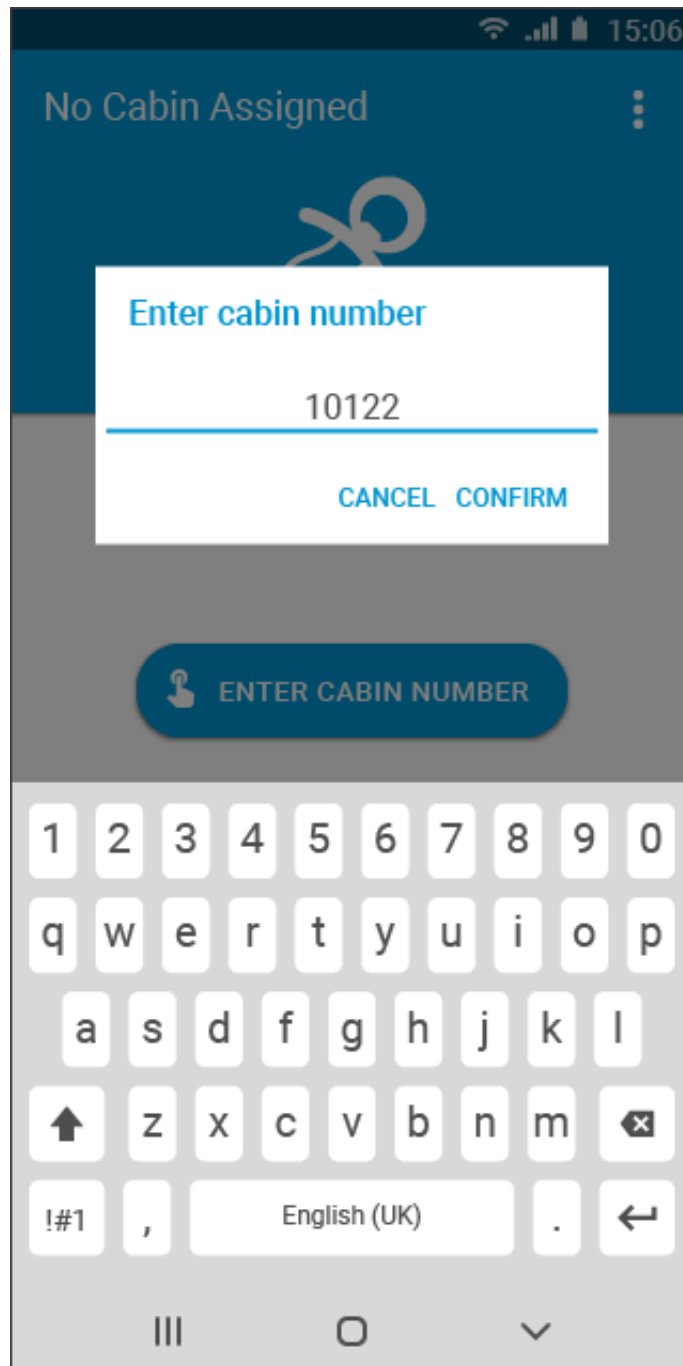 15:06
No Cabin Assigned
Enter cabin number
10122
CANCEL CONFIRM
ENTER CABIN NUMBER
1 2 3 4 5 6 7 8 9 0
q w e r t y u i o p
a s d f g h j k l
z x c v b n m
!#1 , English (UK) .